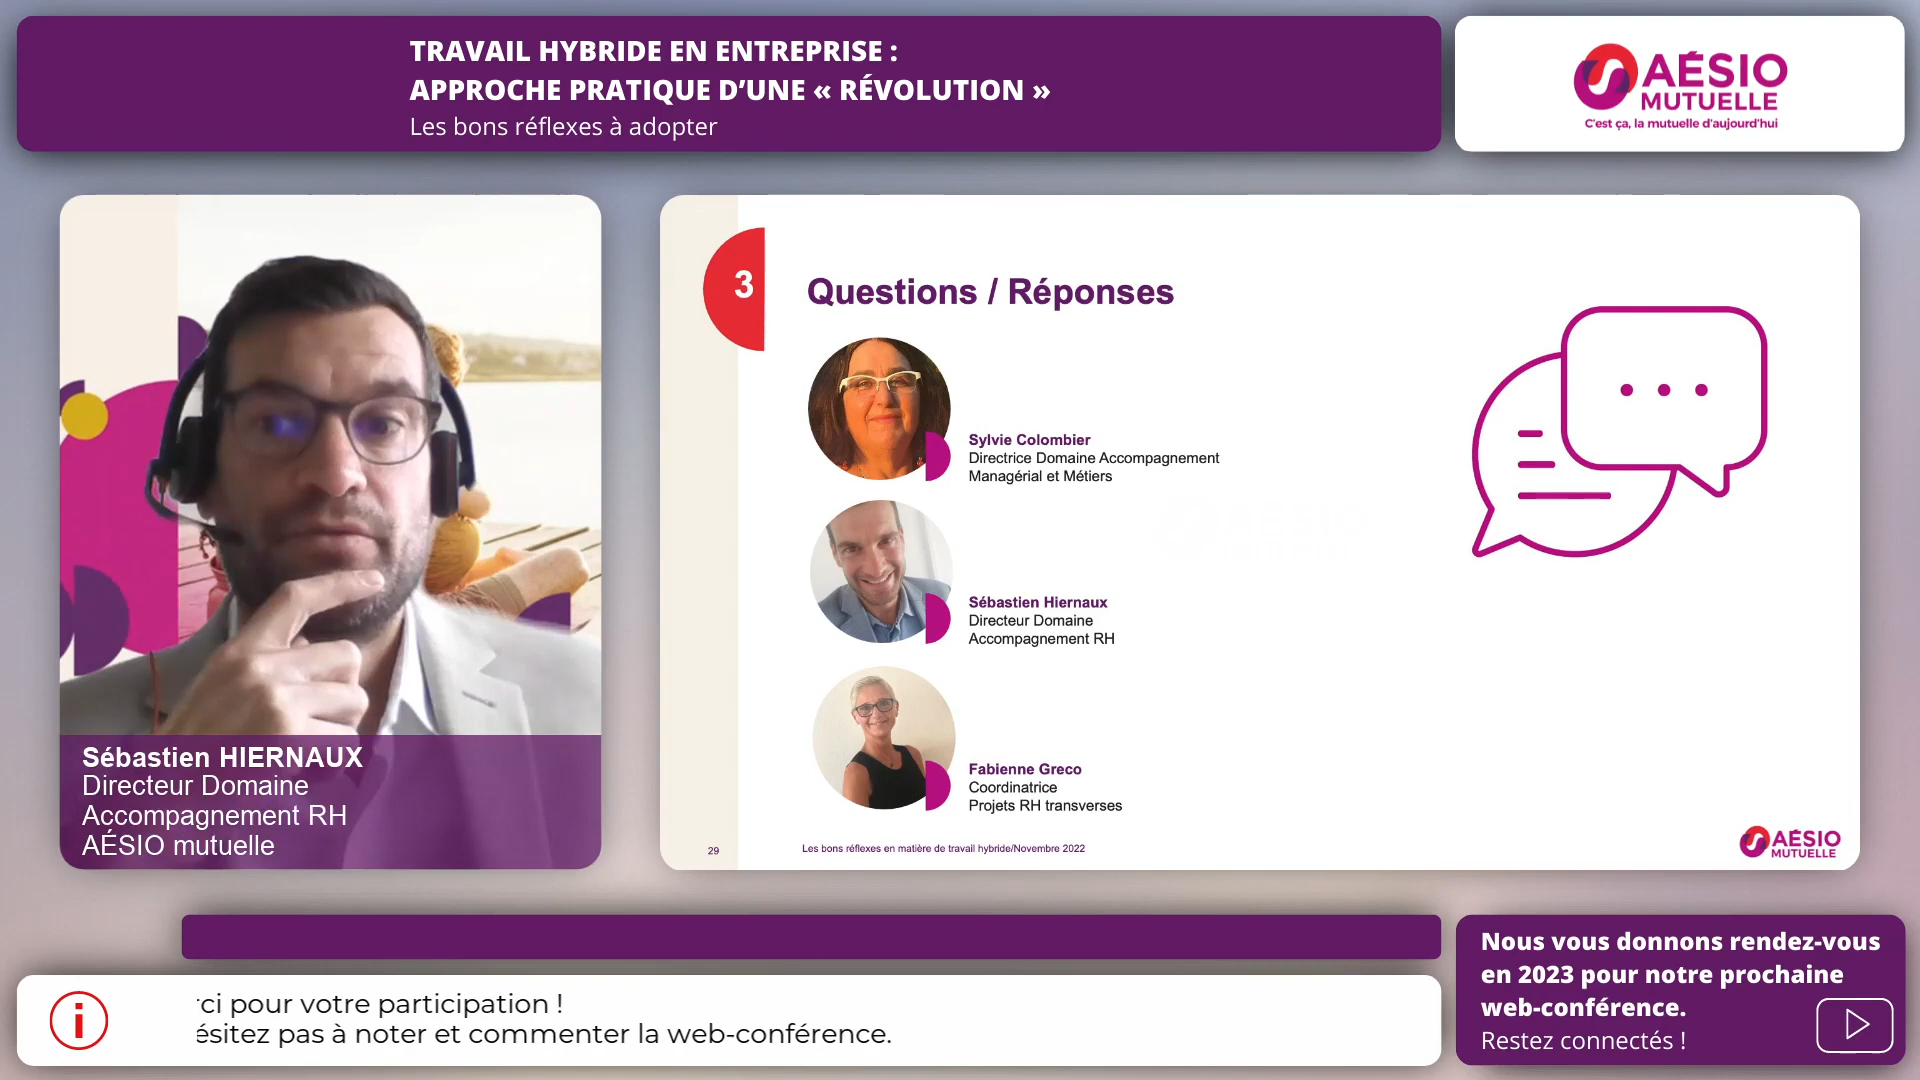 TRAVAIL HYBRIDE EN ENTREPRISE :
APPROCHE PRATIQUE D’UNE « RÉVOLUTION »
Les bons réflexes à adopter
AÉSIO
MUTUELLE
C'est ça, la mutuelle d'aujourd'hui
Sébastien HIERNAUX
Directeur Domaine
Accompagnement RH
AÉSIO mutuelle
3
Questions / Réponses
Sylvie Colombier
Directrice Domaine Accompagnement
Managérial et Métiers
Sébastien Hiernaux
Directeur Domaine
Accompagnement RH
Fabienne Greco
Coordinatrice
Projets RH transverses
29
Les bons réflexes en matière de travail hybride/Novembre 2022
AÉSIO
MUTUELLE
ci pour votre participation !
ésitez pas à noter et commenter la web-conférence.
Nous vous donnons rendez-vous
en 2023 pour notre prochaine
web-conférence.
Restez connectés !